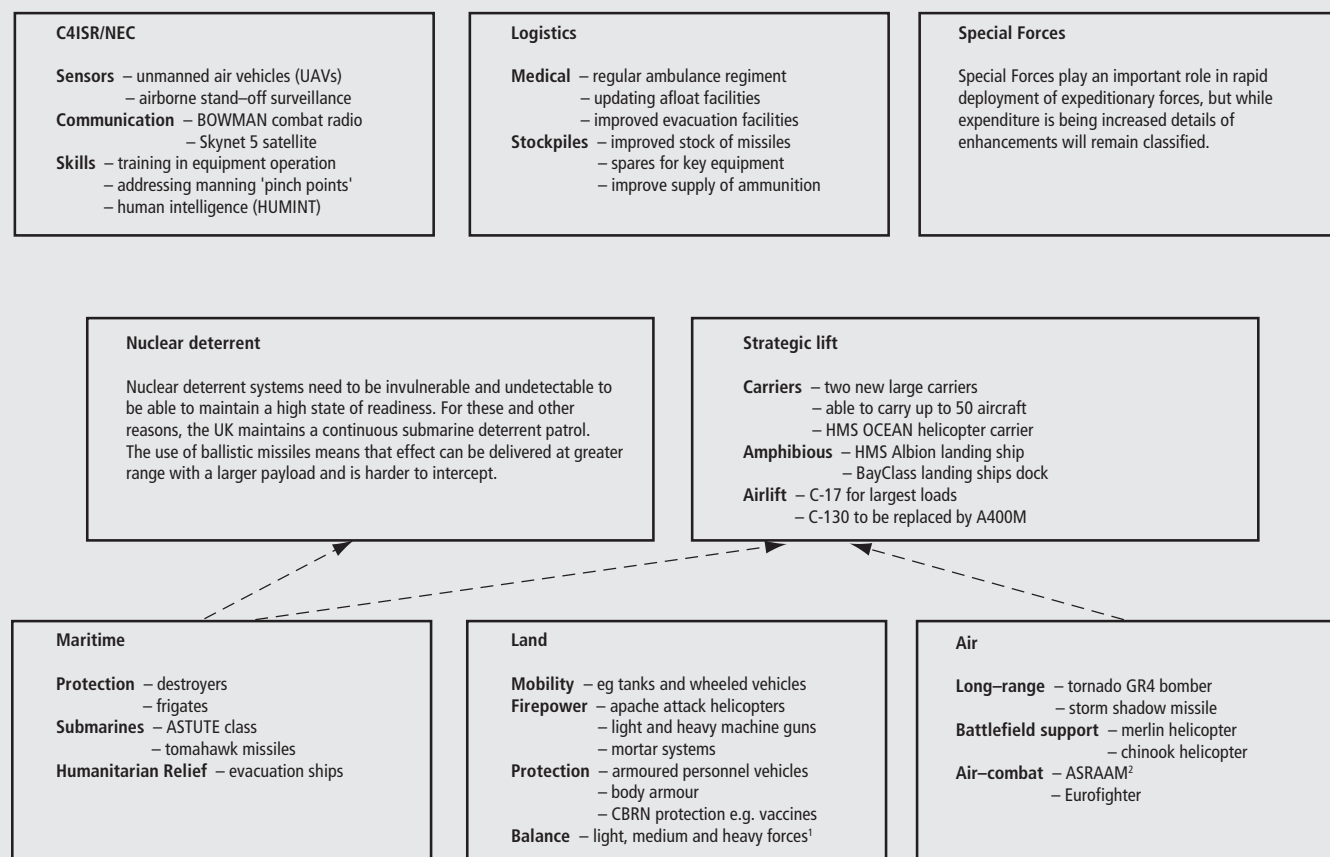 C4ISR/NEC
Sensors – unmanned air vehicles (UAVs)
– airborne stand–off surveillance
Communication – BOWMAN combat radio
– Skynet 5 satellite
Skills – training in equipment operation
– addressing manning 'pinch points'
– human intelligence (HUMINT)
Logistics
Medical – regular ambulance regiment
– updating afloat facilities
– improved evacuation facilities
Stockpiles – improved stock of missiles
– spares for key equipment
– improve supply of ammunition
Special Forces
Special Forces play an important role in rapid
deployment of expeditionary forces, but while
expenditure is being increased details of
enhancements will remain classified.
Nuclear deterrent
Nuclear deterrent systems need to be invulnerable and undetectable to
be able to maintain a high state of readiness. For these and other
reasons, the UK maintains a continuous submarine deterrent patrol.
The use of ballistic missiles means that effect can be delivered at greater
range with a larger payload and is harder to intercept.
Strategic lift
Carriers – two new large carriers
– able to carry up to 50 aircraft
– HMS OCEAN helicopter carrier
Amphibious – HMS Albion landing ship
– BayClass landing ships dock
Airlift – C-17 for largest loads
– C-130 to be replaced by A400M
Maritime
Protection – destroyers
– frigates
Submarines – ASTUTE class
– tomahawk missiles
Humanitarian Relief – evacuation ships
Land
Mobility – eg tanks and wheeled vehicles
Firepower – apache attack helicopters
– light and heavy machine guns
– mortar systems
Protection – armoured personnel vehicles
– body armour
– CBRN protection e.g. vaccines
Balance – light, medium and heavy forces¹
Air
Long–range – tornado GR4 bomber
– storm shadow missile
Battlefield support – merlin helicopter
– chinook helicopter
Air–combat – ASRAAM²
– Eurofighter